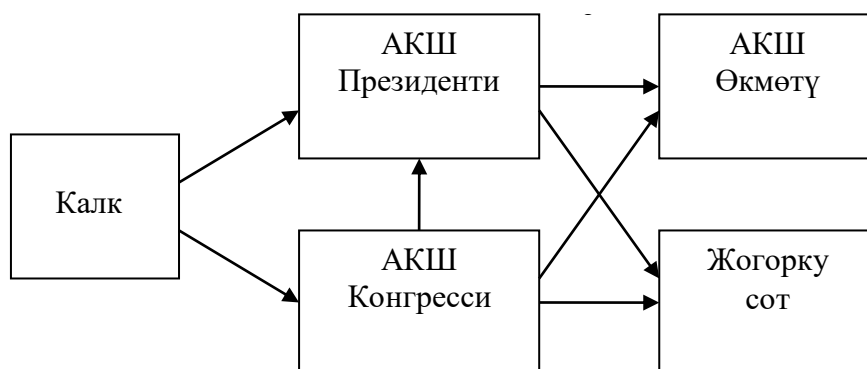 АКШ
Президенти
АКШ
Өкмөтү
Калк
АКШ
Конгресси
Жогорку
сот